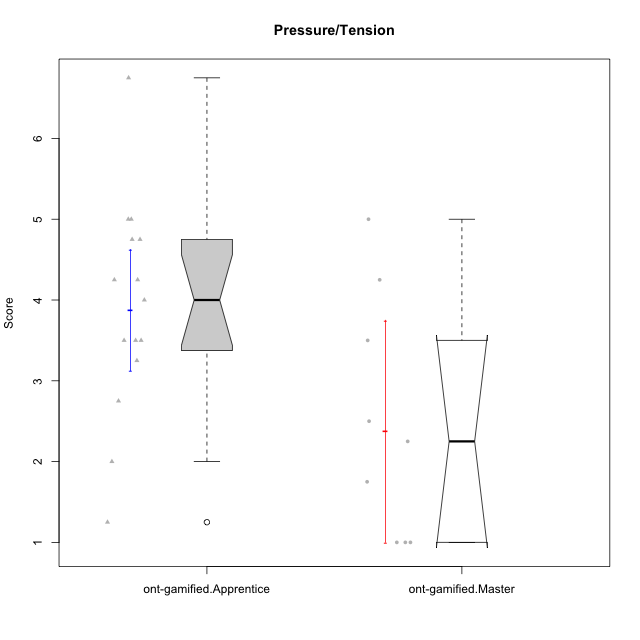 Pressure/Tension
Score
6
5
4
3
2
1
ont-gamified.Apprentice
ont-gamified.Master